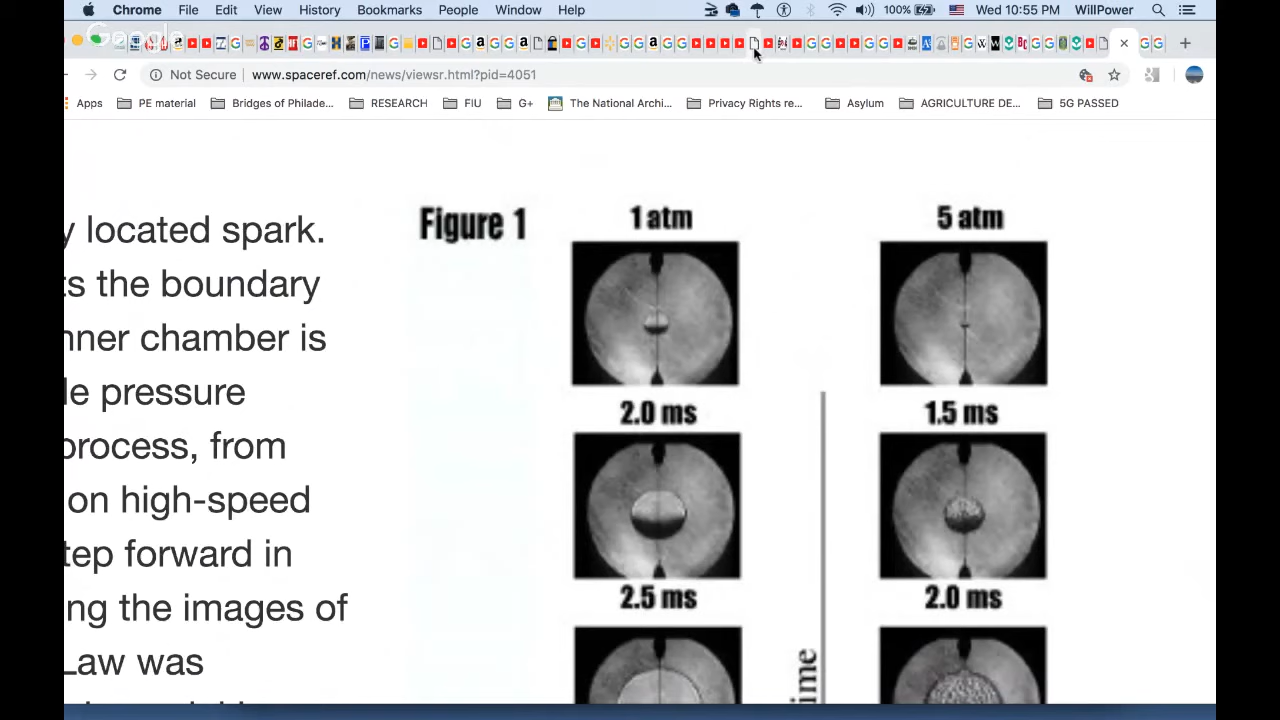 Chrome File Edit View History Bookmarks People Window Help 100% Wed 10:55 PM WillPower
Google
Not Secure www.spaceref.com/news/viewsr.html?pid=4051
Apps PE material Bridges of Philade... RESEARCH FIU G+ The National Archi... Privacy Rights re... Asylum AGRICULTURE DE... 5G PASSED
y located spark.
ts the boundary
nner chamber is
le pressure
process, from
on high-speed
tep forward in
ng the images of
Law was
Figure 1
1 atm 5 atm
2.0 ms 1.5 ms
2.5 ms 2.0 ms
ime